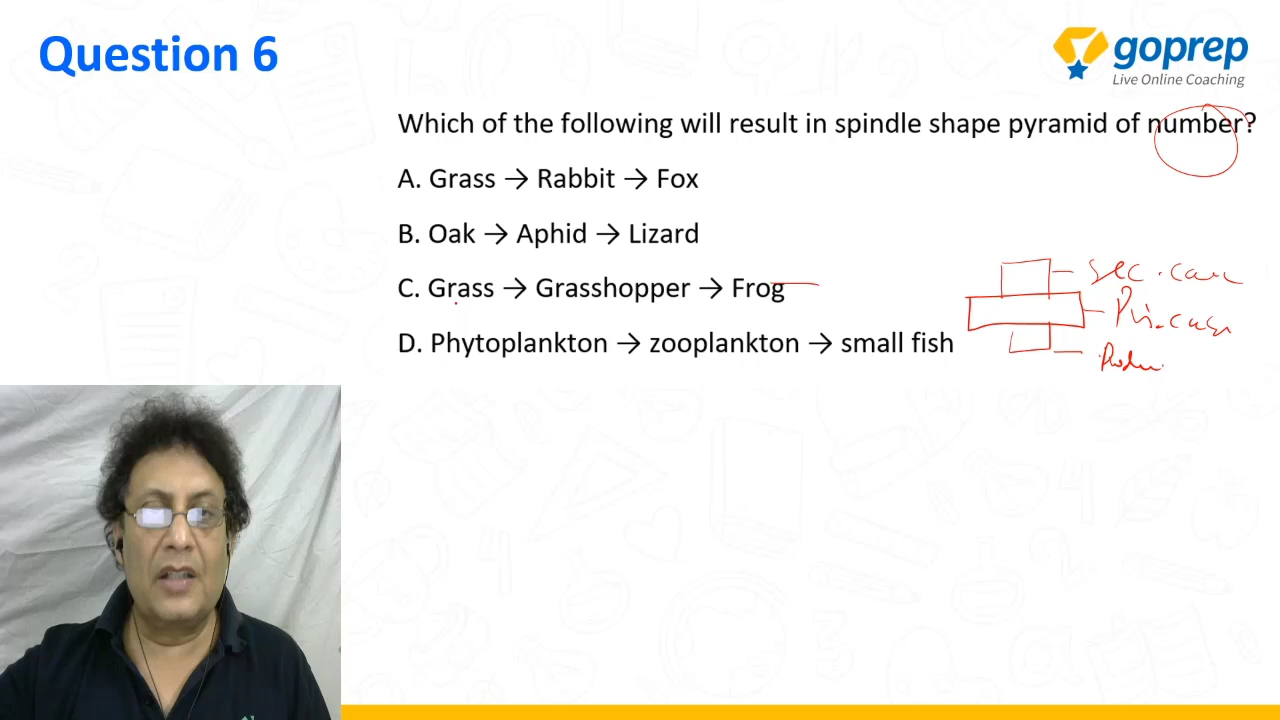 Question 6
goprep
Live Online Coaching
Which of the following will result in spindle shape pyramid of number?
A. Grass → Rabbit → Fox
B. Oak → Aphid → Lizard
C. Grass → Grasshopper → Frog
D. Phytoplankton → zooplankton → small fish
sec.